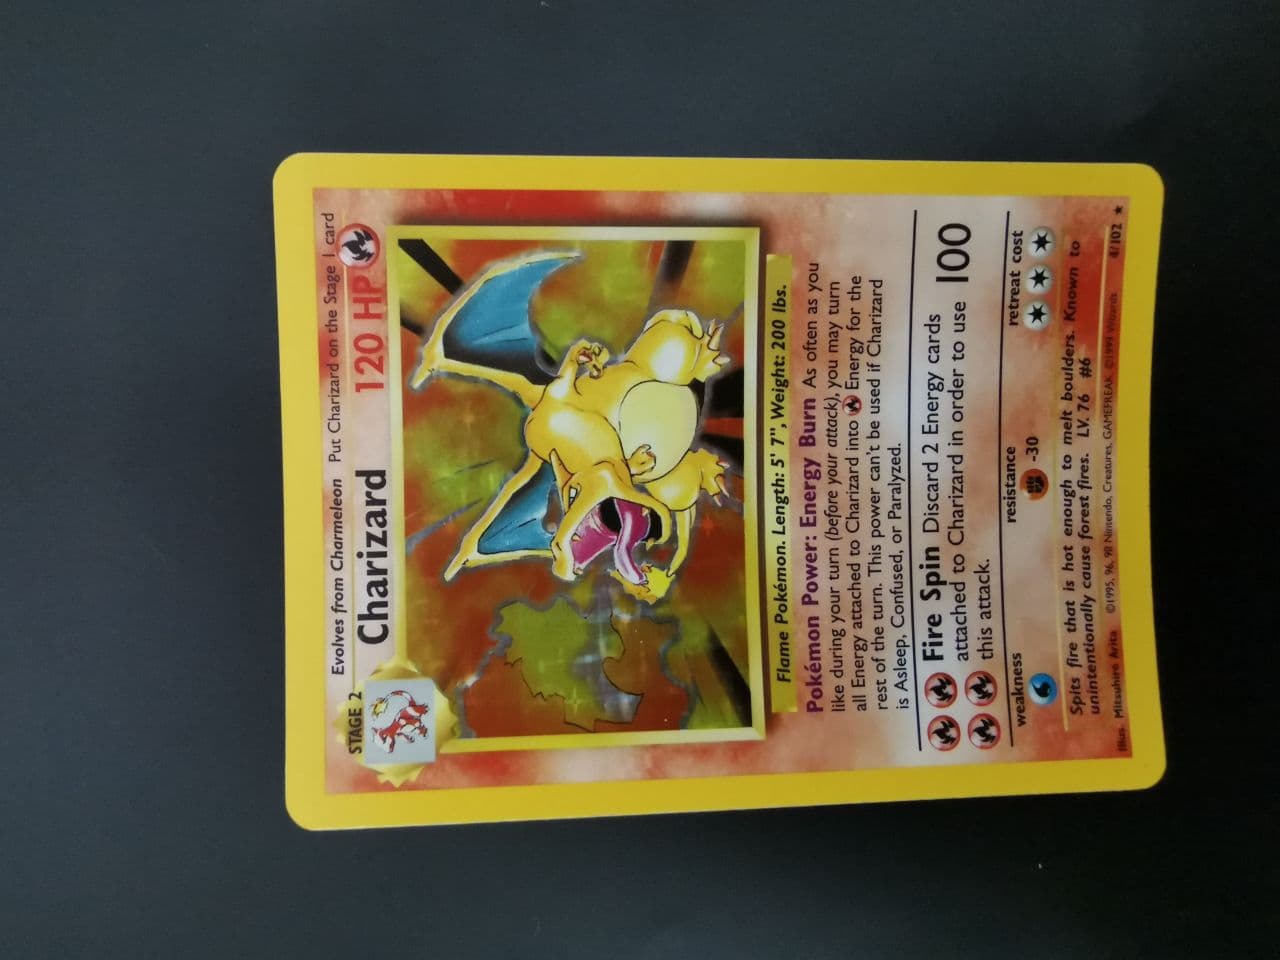 Evolves from Charmeleon Put Charizard on the Stage 1 card
STAGE 2
Charizard 120 HP
Flame Pokémon. Length: 5' 7", Weight: 200 lbs.
Pokémon Power: Energy Burn As often as you
like during your turn (before your attack), you may turn
all Energy attached to Charizard into Energy for the
rest of the turn. This power can't be used if Charizard
is Asleep, Confused, or Paralyzed.
Fire Spin Discard 2 Energy cards
attached to Charizard in order to use 100
this attack.
weakness resistance retreat cost
-30
Spits fire that is hot enough to melt boulders. Known to
unintentionally cause forest fires. LV. 76 #6
Illus. Mitsuhiro Arita ©1995, 96, 98 Nintendo, Creatures, GAMEFREAK. ©1999 Wizards. 4/102 ★